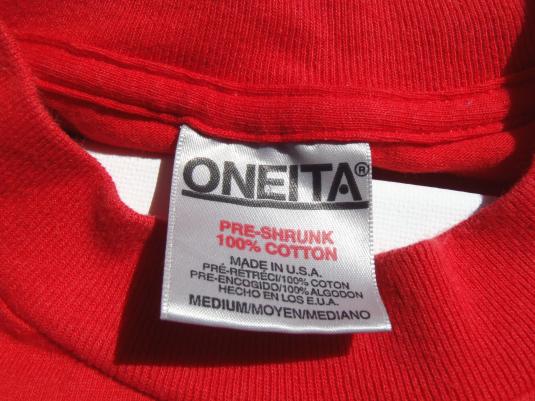 ONEITA®
PRE-SHRUNK
100% COTTON
MADE IN U.S.A.
PRÉ-RÉTRÉCI/100% COTON
PRE-ENCOGIDO/100% ALGODON
HECHO EN LOS E.U.A.
MEDIUM/MOYEN/MEDIANO